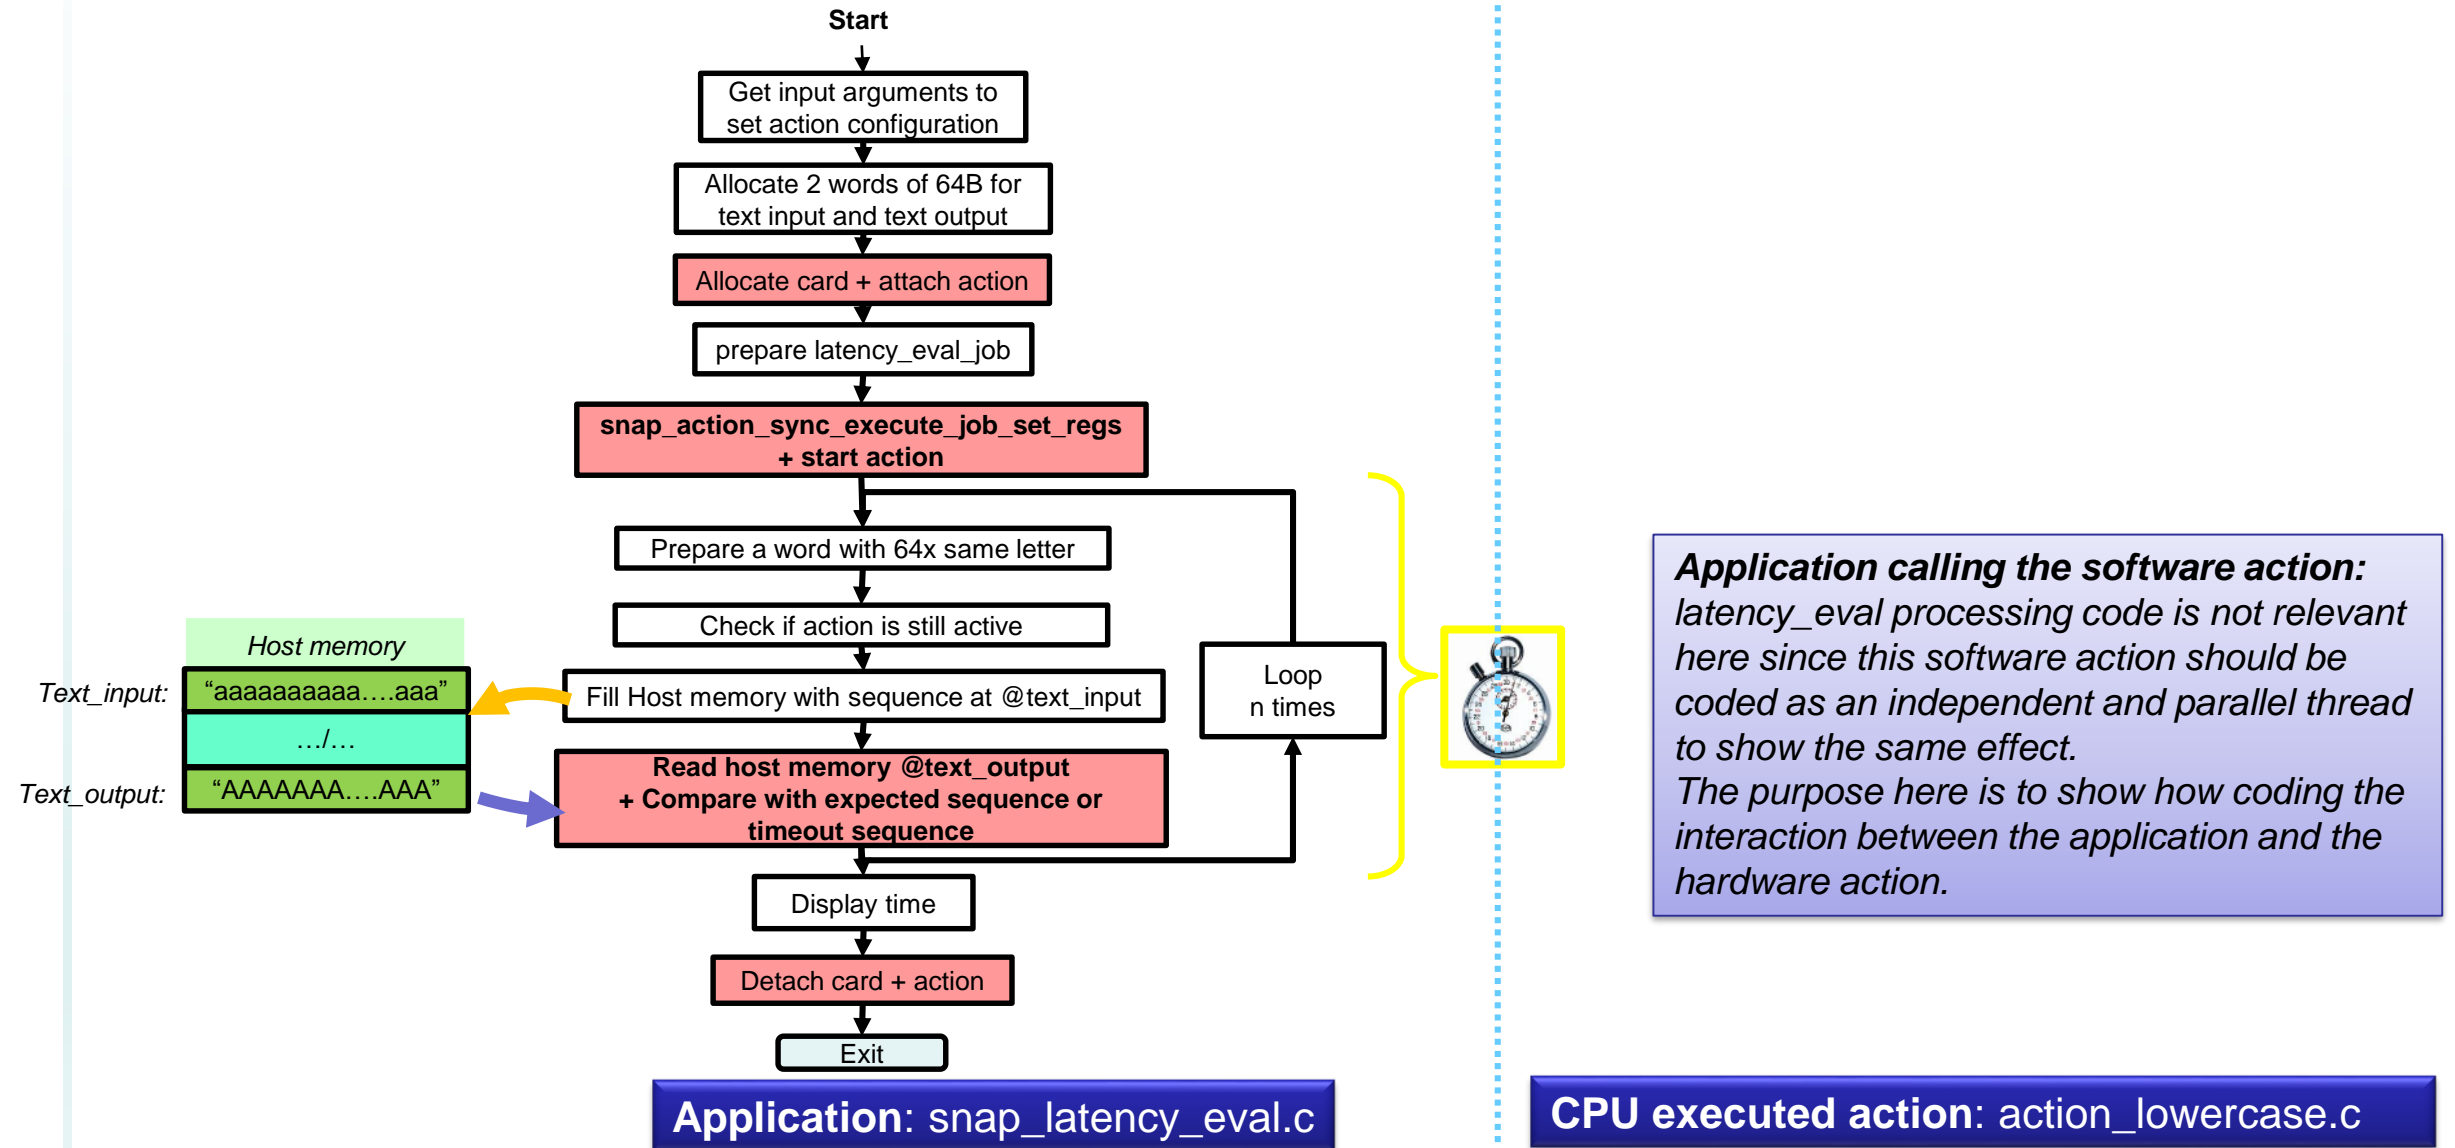 Start
Get input arguments to
set action configuration
Allocate 2 words of 64B for
text input and text output
Allocate card + attach action
prepare latency_eval_job
snap_action_sync_execute_job_set_regs
+ start action
Prepare a word with 64x same letter
Check if action is still active
Host memory
Text_input:
“aaaaaaaaaa….aaa”
Fill Host memory with sequence at @text_input
…/…
Text_output:
“AAAAAAA….AAA”
Read host memory @text_output
+ Compare with expected sequence or
timeout sequence
Loop
n times
Display time
Detach card + action
Exit
Application: snap_latency_eval.c
Application calling the software action:
latency_eval processing code is not relevant
here since this software action should be
coded as an independent and parallel thread
to show the same effect.
The purpose here is to show how coding the
interaction between the application and the
hardware action.
CPU executed action: action_lowercase.c